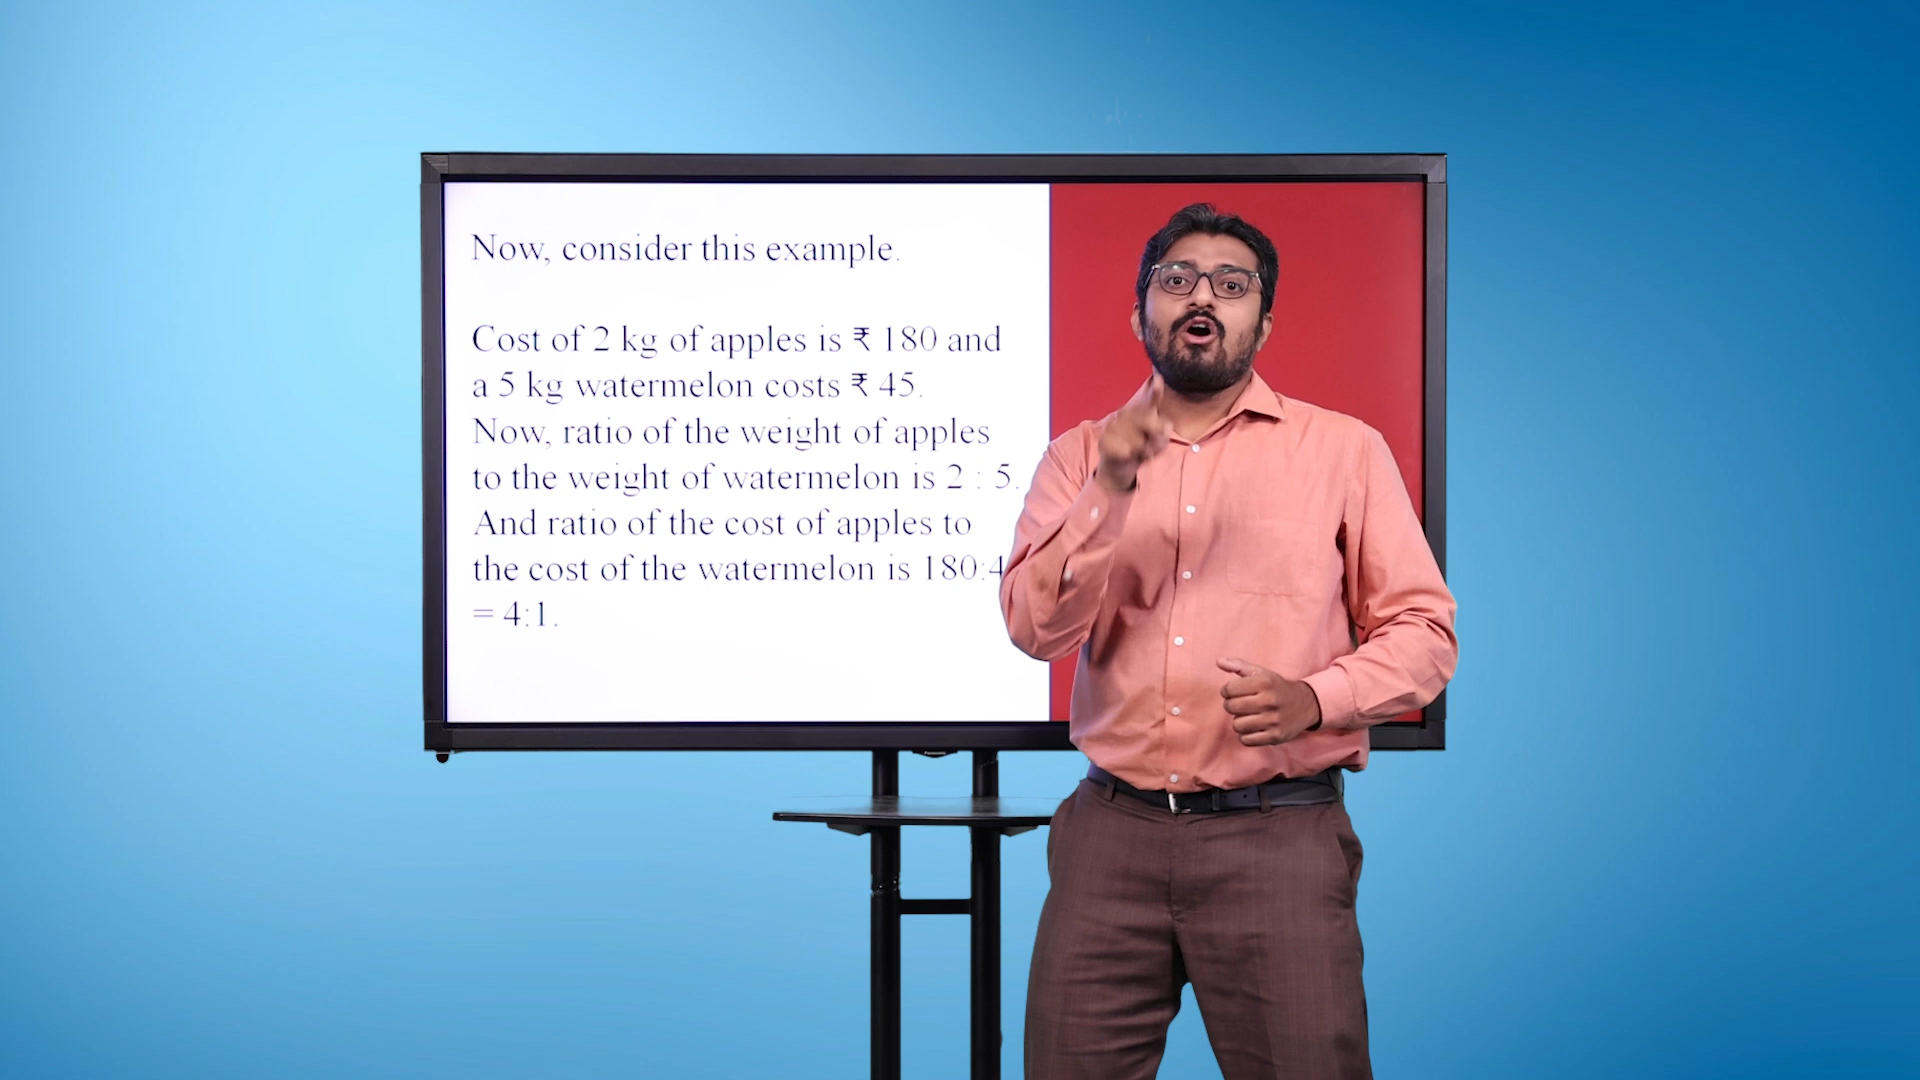 Now, consider this example.
Cost of 2 kg of apples is ₹ 180 and
a 5 kg watermelon costs ₹ 45.
Now, ratio of the weight of apples
to the weight of watermelon is 2 : 5.
And ratio of the cost of apples to
the cost of the watermelon is 180:4
= 4:1.